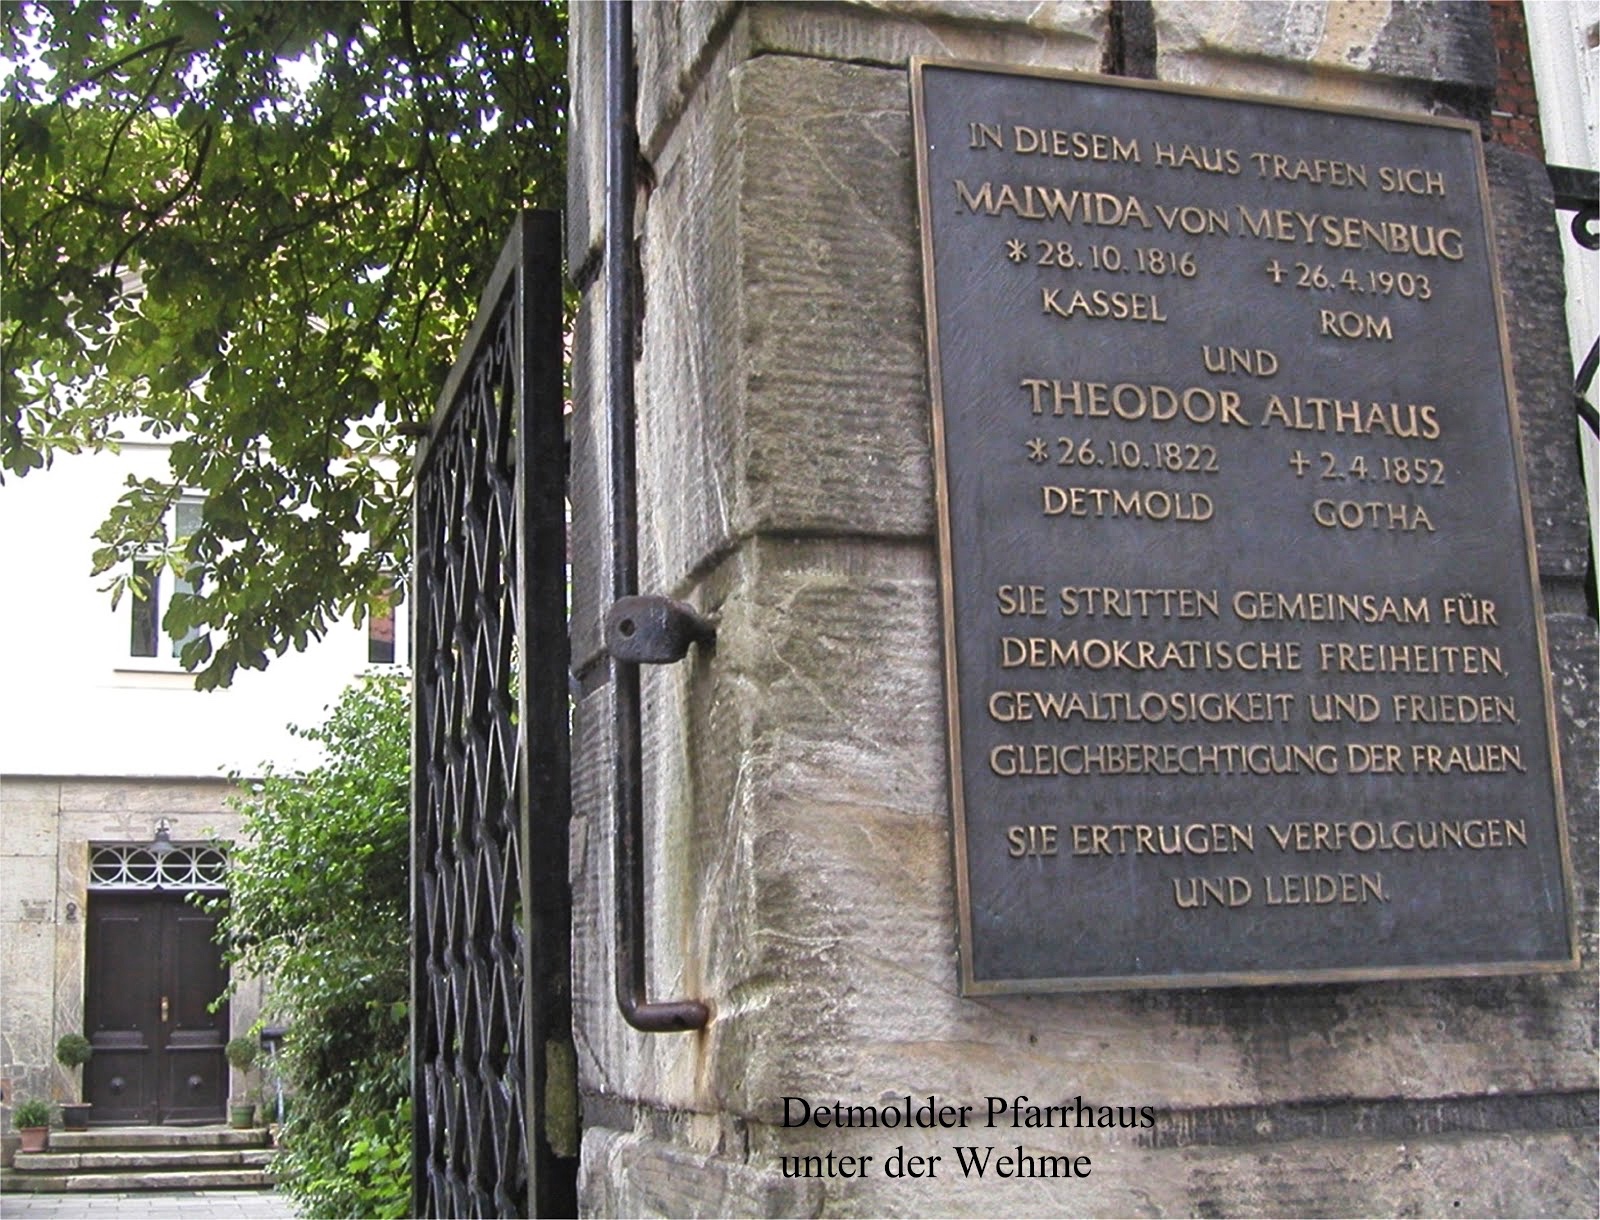 IN DIESEM HAUS TRAFEN SICH
MALWIDA VON MEYSENBUG
* 28.10.1816 + 26.4.1903
KASSEL ROM
UND
THEODOR ALTHAUS
* 26.10.1822 + 2.4.1852
DETMOLD GOTHA
SIE STRITTEN GEMEINSAM FÜR
DEMOKRATISCHE FREIHEITEN,
GEWALTLOSIGKEIT UND FRIEDEN,
GLEICHBERECHTIGUNG DER FRAUEN.
SIE ERTRUGEN VERFOLGUNGEN
UND LEIDEN.
Detmolder Pfarrhaus
unter der Wehme